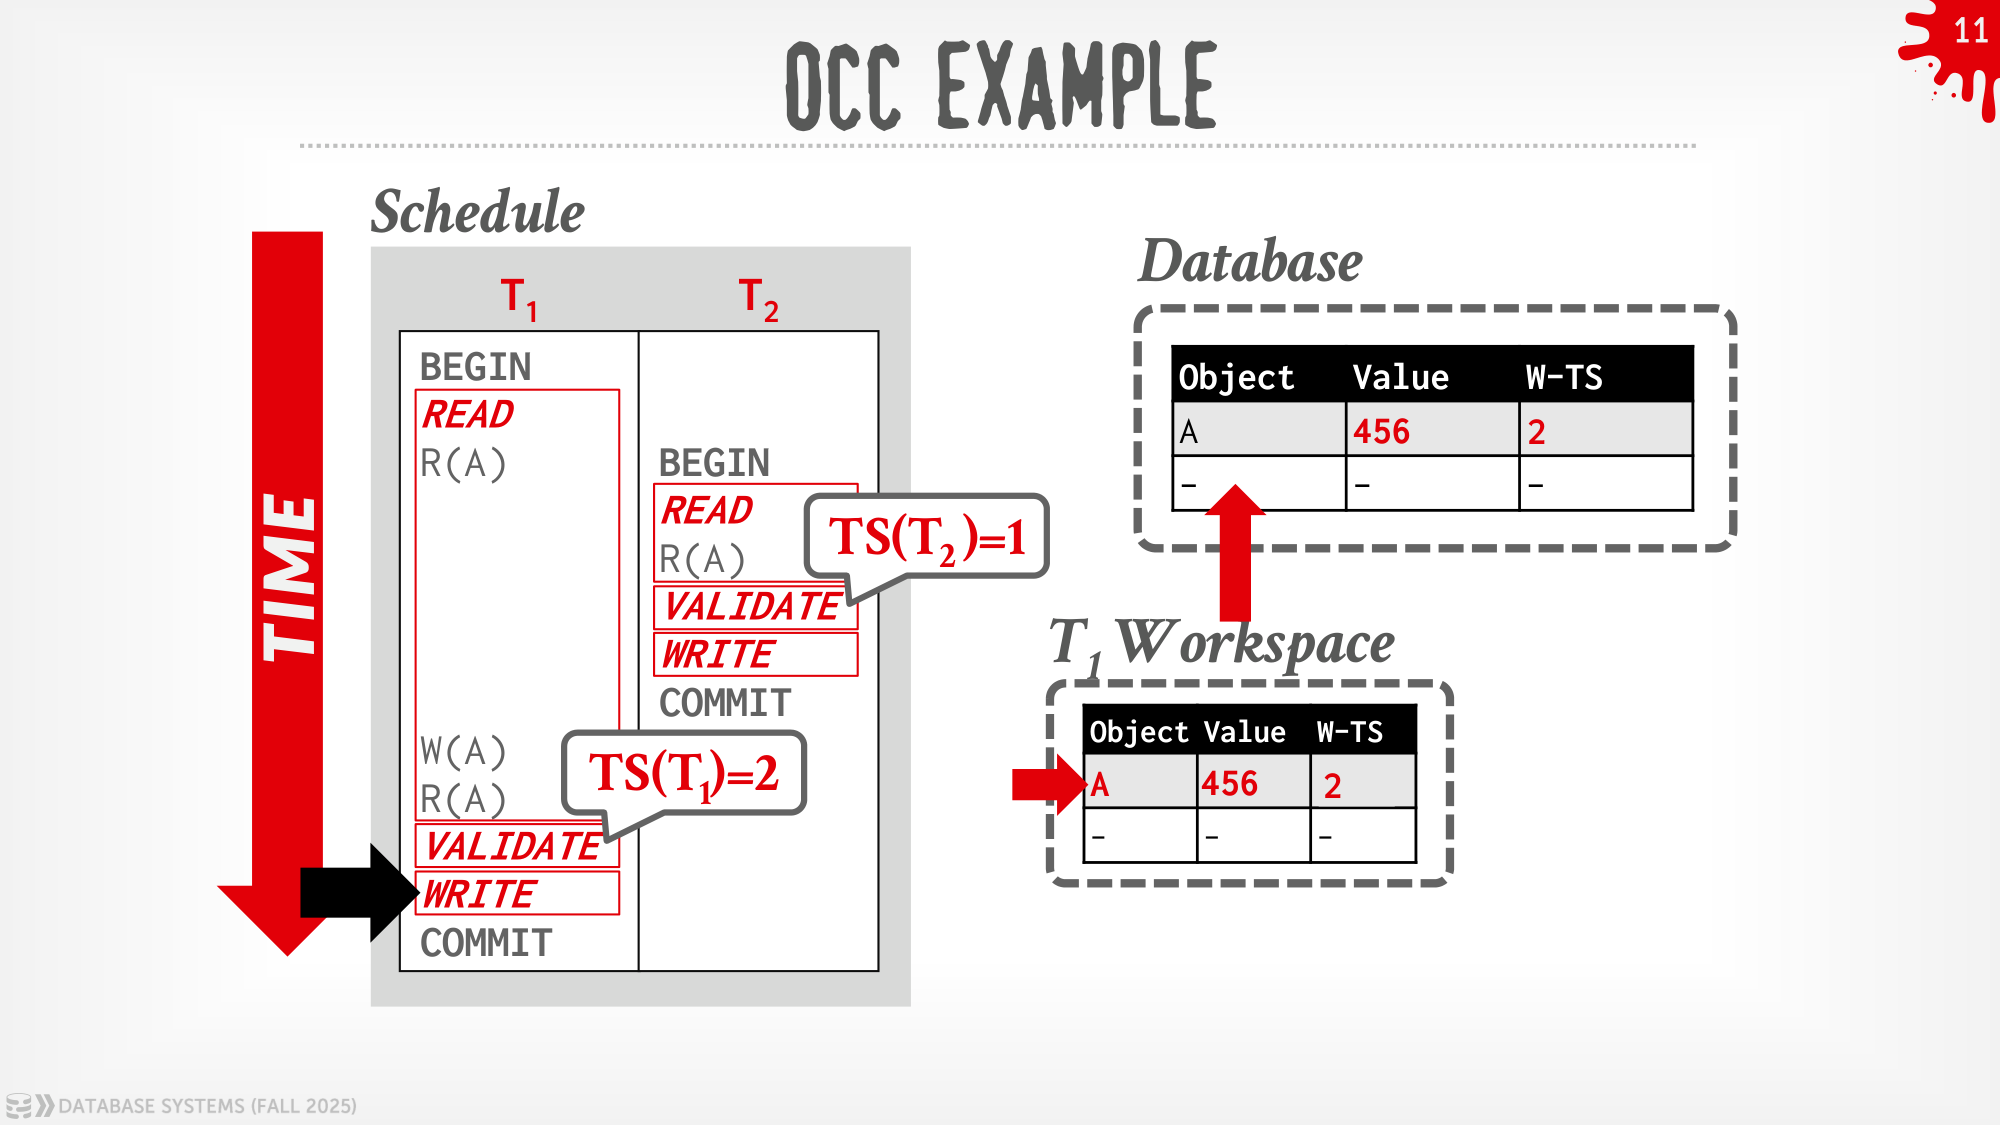 11
OCC EXAMPLE
Schedule
TIME
T1 T2
BEGIN
READ
R(A)
W(A)
R(A)
VALIDATE
WRITE
COMMIT
BEGIN
READ
R(A)
VALIDATE
WRITE
COMMIT
TS(T2)=1
TS(T1)=2
Database
Object Value W-TS
A 456 2
- - -
T1 Workspace
Object Value W-TS
A 456 2
- - -
DATABASE SYSTEMS (FALL 2025)